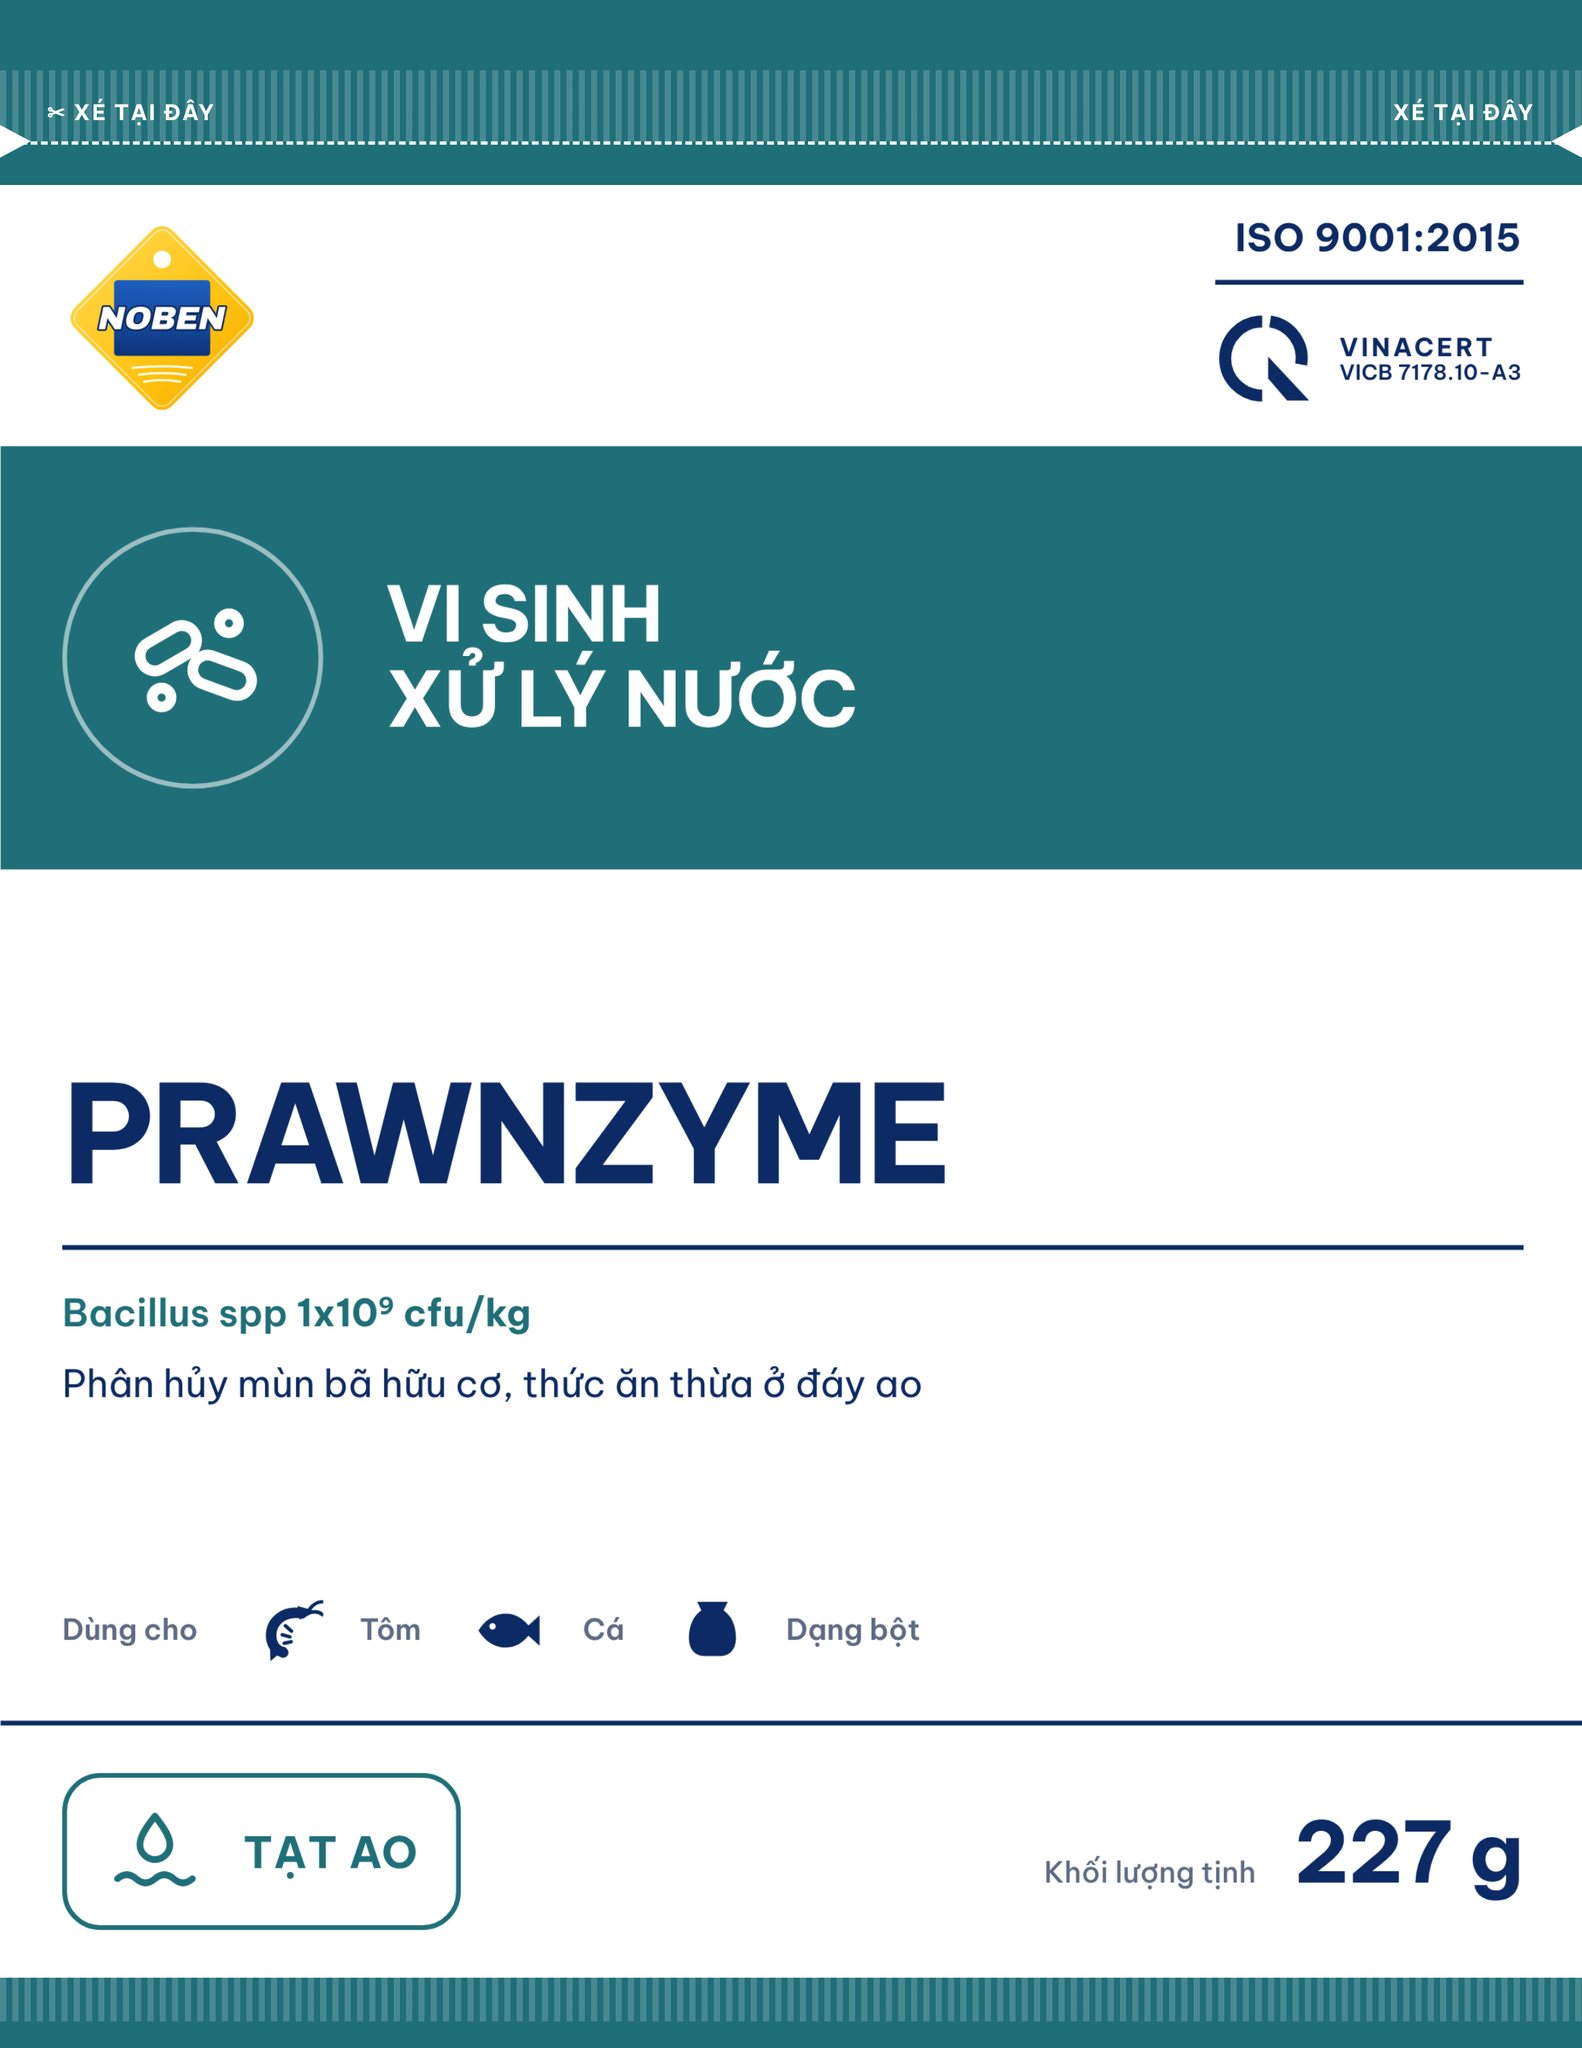 ✂ XÉ TẠI ĐÂY
XÉ TẠI ĐÂY
NOBEN
ISO 9001:2015
VINACERT
VICB 7178.10-A3
VI SINH
XỬ LÝ NƯỚC
PRAWNZYME
Bacillus spp 1x10⁹ cfu/kg
Phân hủy mùn bã hữu cơ, thức ăn thừa ở đáy ao
Dùng cho Tôm Cá Dạng bột
TẠT AO
Khối lượng tịnh 227 g